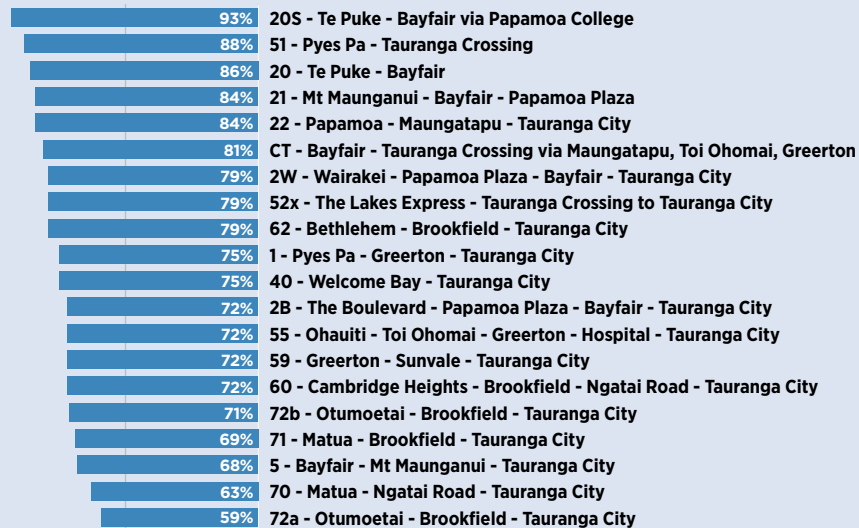 93% 20S - Te Puke - Bayfair via Papamoa College
88% 51 - Pyes Pa - Tauranga Crossing
86% 20 - Te Puke - Bayfair
84% 21 - Mt Maunganui - Bayfair - Papamoa Plaza
84% 22 - Papamoa - Maungatapu - Tauranga City
81% CT - Bayfair - Tauranga Crossing via Maungatapu, Toi Ohomai, Greerton
79% 2W - Wairakei - Papamoa Plaza - Bayfair - Tauranga City
79% 52x - The Lakes Express - Tauranga Crossing to Tauranga City
79% 62 - Bethlehem - Brookfield - Tauranga City
75% 1 - Pyes Pa - Greerton - Tauranga City
75% 40 - Welcome Bay - Tauranga City
72% 2B - The Boulevard - Papamoa Plaza - Bayfair - Tauranga City
72% 55 - Ohauiti - Toi Ohomai - Greerton - Hospital - Tauranga City
72% 59 - Greerton - Sunvale - Tauranga City
72% 60 - Cambridge Heights - Brookfield - Ngatai Road - Tauranga City
71% 72b - Otumoetai - Brookfield - Tauranga City
69% 71 - Matua - Brookfield - Tauranga City
68% 5 - Bayfair - Mt Maunganui - Tauranga City
63% 70 - Matua - Ngatai Road - Tauranga City
59% 72a - Otumoetai - Brookfield - Tauranga City